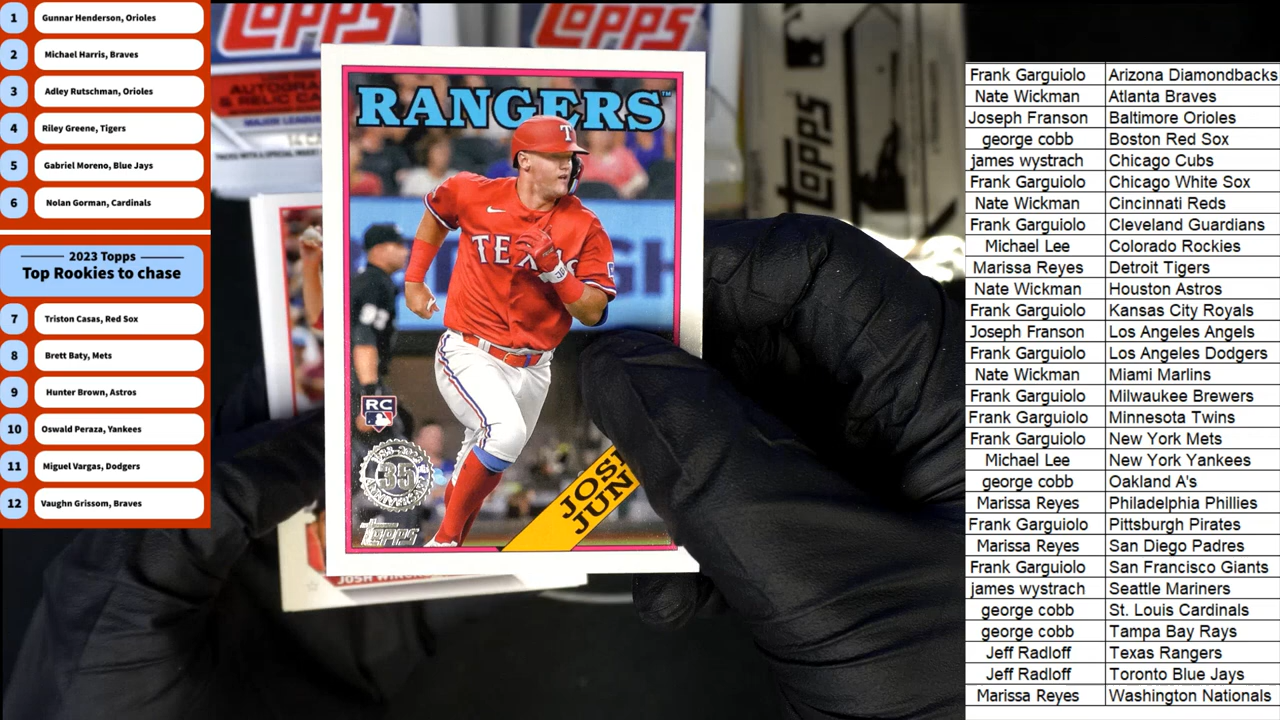 1 Gunnar Henderson, Orioles
2 Michael Harris, Braves
3 Adley Rutschman, Orioles
4 Riley Greene, Tigers
5 Gabriel Moreno, Blue Jays
6 Nolan Gorman, Cardinals
2023 Topps
Top Rookies to chase
7 Triston Casas, Red Sox
8 Brett Baty, Mets
9 Hunter Brown, Astros
10 Oswald Peraza, Yankees
11 Miguel Vargas, Dodgers
12 Vaughn Grissom, Braves
TOPPS
TOPPS
topps
RANGERS™
T
TEX
RC
35
Topps
JOS
JUN
Frank Garguiolo Arizona Diamondbacks
Nate Wickman Atlanta Braves
Joseph Franson Baltimore Orioles
george cobb Boston Red Sox
james wystrach Chicago Cubs
Frank Garguiolo Chicago White Sox
Nate Wickman Cincinnati Reds
Frank Garguiolo Cleveland Guardians
Michael Lee Colorado Rockies
Marissa Reyes Detroit Tigers
Nate Wickman Houston Astros
Frank Garguiolo Kansas City Royals
Joseph Franson Los Angeles Angels
Frank Garguiolo Los Angeles Dodgers
Nate Wickman Miami Marlins
Frank Garguiolo Milwaukee Brewers
Frank Garguiolo Minnesota Twins
Frank Garguiolo New York Mets
Michael Lee New York Yankees
george cobb Oakland A's
Marissa Reyes Philadelphia Phillies
Frank Garguiolo Pittsburgh Pirates
Marissa Reyes San Diego Padres
Frank Garguiolo San Francisco Giants
james wystrach Seattle Mariners
george cobb St. Louis Cardinals
george cobb Tampa Bay Rays
Jeff Radloff Texas Rangers
Jeff Radloff Toronto Blue Jays
Marissa Reyes Washington Nationals